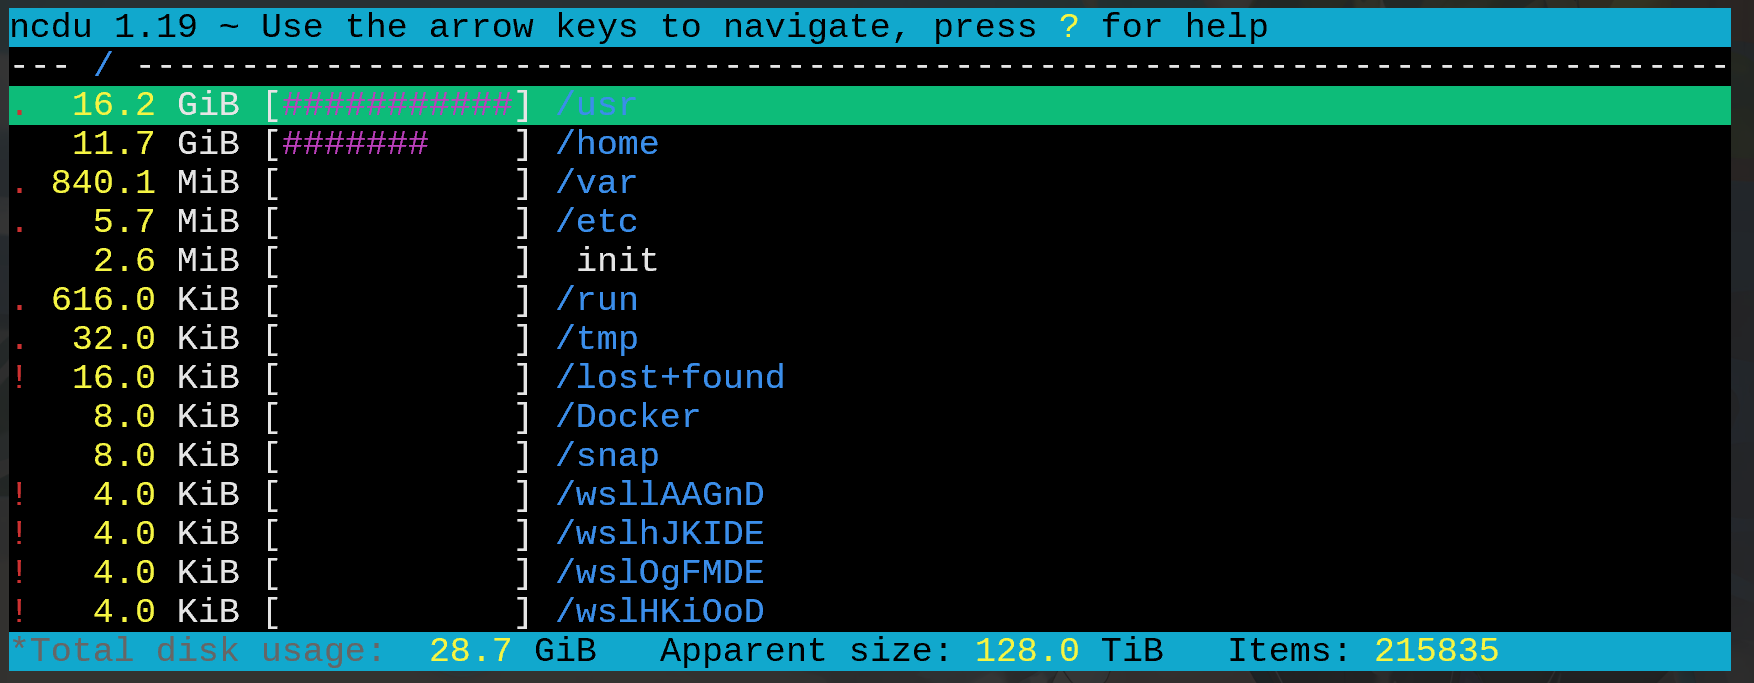 ncdu 1.19 ~ Use the arrow keys to navigate, press ? for help
--- / ----------------------------------------------------------------------------
.  16.2 GiB [###########] /usr
   11.7 GiB [#######    ] /home
. 840.1 MiB [           ] /var
.   5.7 MiB [           ] /etc
    2.6 MiB [           ]  init
. 616.0 KiB [           ] /run
.  32.0 KiB [           ] /tmp
!  16.0 KiB [           ] /lost+found
    8.0 KiB [           ] /Docker
    8.0 KiB [           ] /snap
!   4.0 KiB [           ] /wsllAAGnD
!   4.0 KiB [           ] /wslhJKIDE
!   4.0 KiB [           ] /wslOgFMDE
!   4.0 KiB [           ] /wslHKiOoD
*Total disk usage:  28.7 GiB   Apparent size: 128.0 TiB   Items: 215835